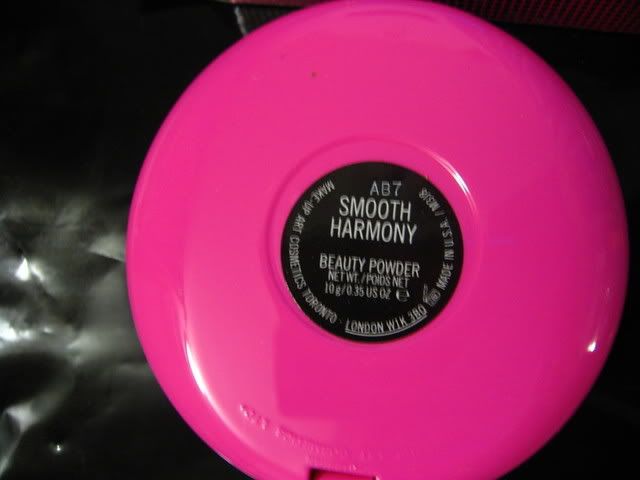 AB7
SMOOTH
HARMONY
BEAUTY POWDER
NET WT./POIDS NET
10 g/0.35 US OZ e
MAKE-UP ART COSMETICS TORONTO · LONDON W1K 3BQ
MADE IN U.S.A.